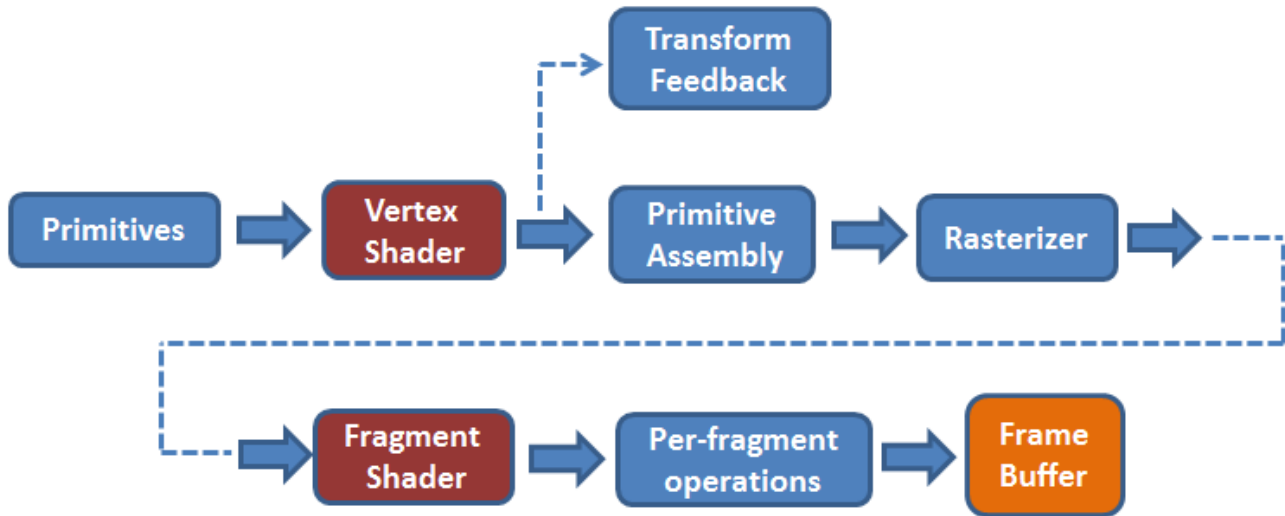 Transform
Feedback
Primitives
Vertex
Shader
Primitive
Assembly
Rasterizer
Fragment
Shader
Per-fragment
operations
Frame
Buffer